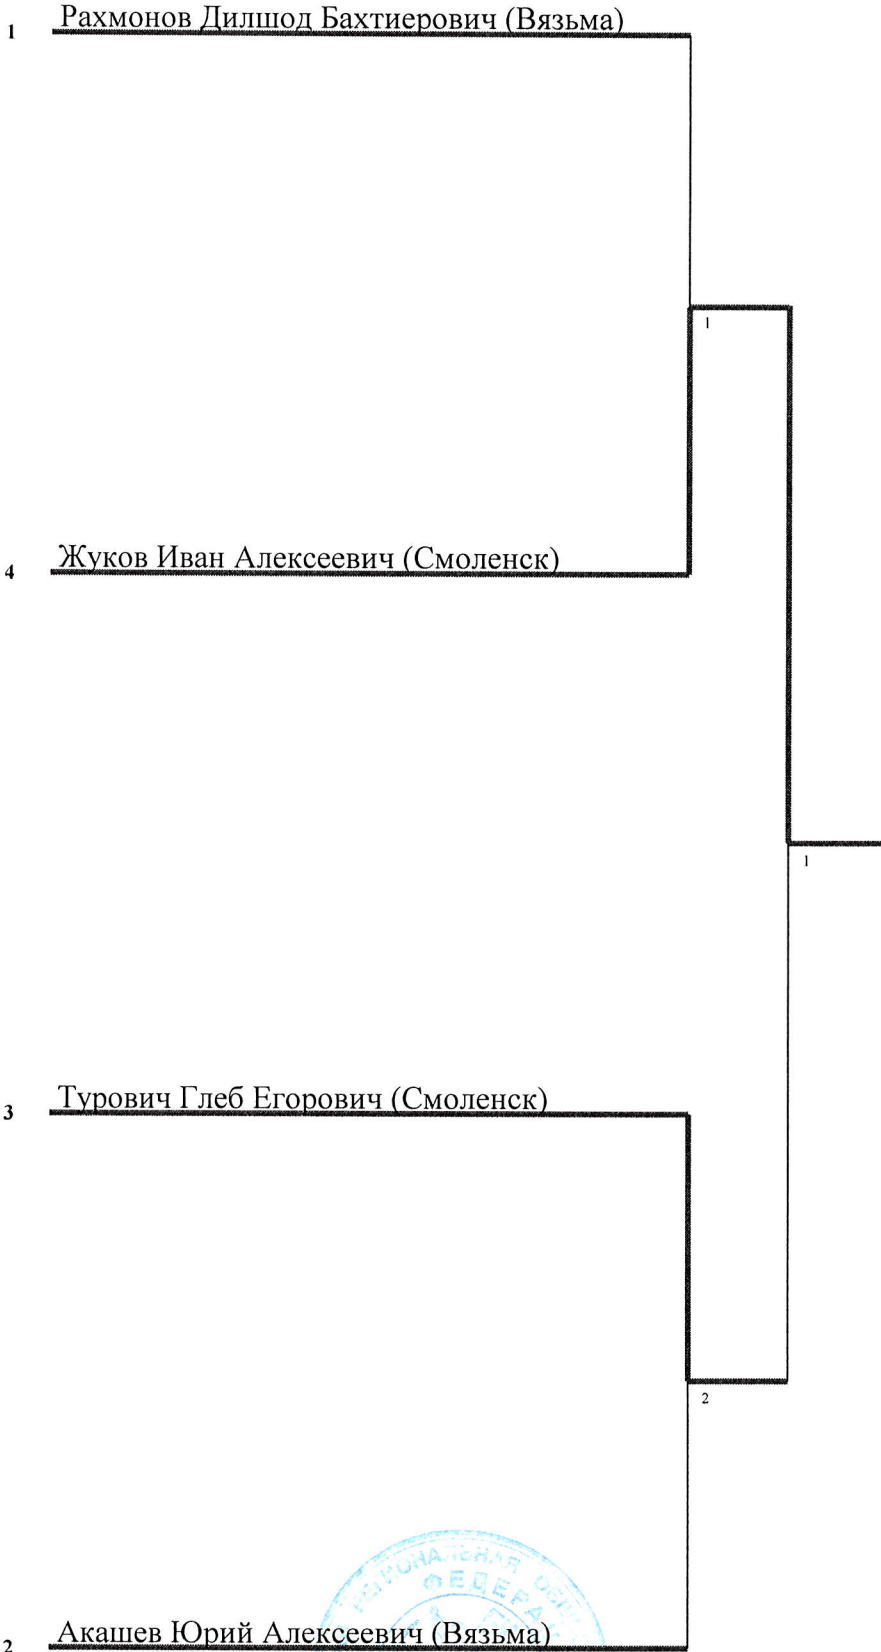 1 Рахмонов Дилшод Бахтиерович (Вязьма)
1
4 Жуков Иван Алексеевич (Смоленск)
1
3 Турович Глеб Егорович (Смоленск)
2
РЕГИОНАЛЬНАЯ
2 Акашев Юрий Алексеевич (Вязьма)